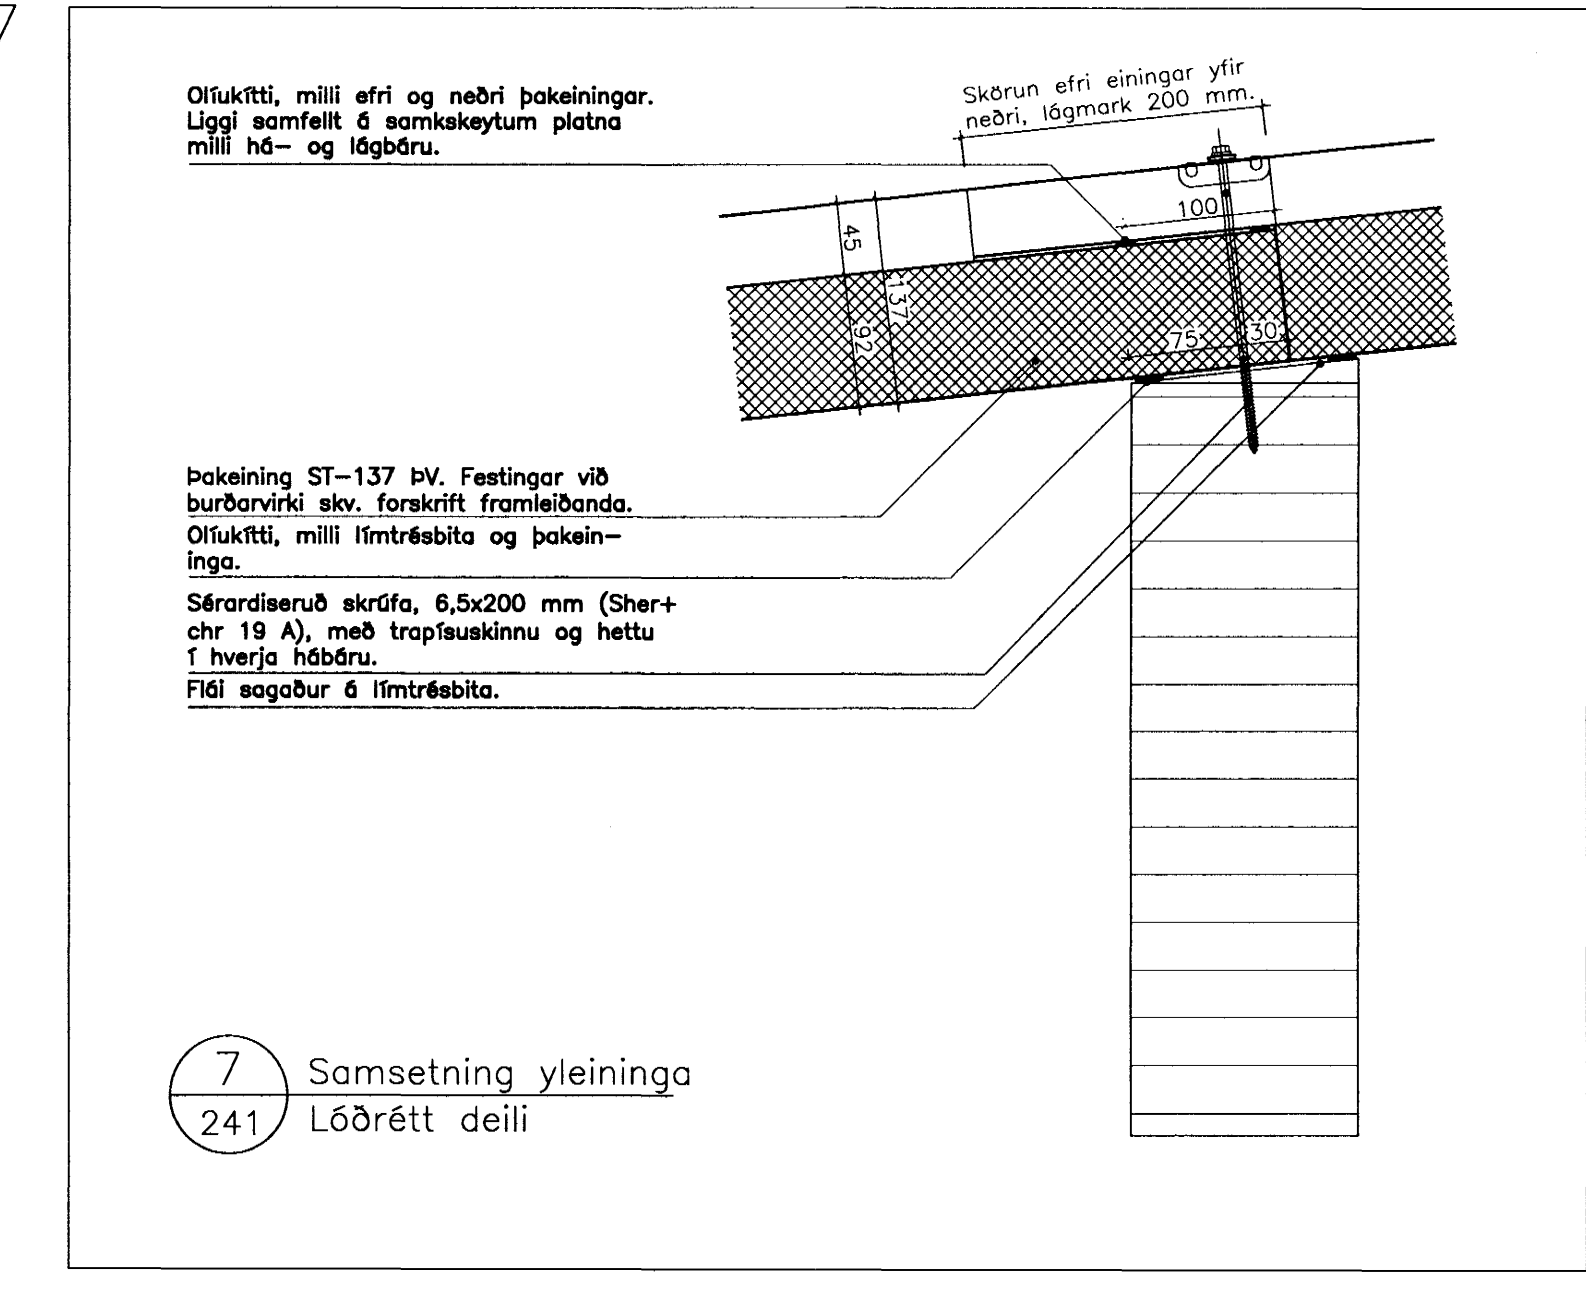 Olíukítti, milli efri og neðri þakeiningar.
Liggi samfellt á samkskeytum platna
milli há- og lágbáru.
Skörun efri einingar yfir
neðri, lágmark 200 mm.
100
45
137
92
75
30
Þakeining ST-137 ÞV. Festingar við
burðarvirki skv. forskrift framleiðanda.
Olíukítti, milli límtrésbita og þakein-
inga.
Sérardiseruð skrúfa, 6,5x200 mm (Sher+
chr 19 A), með trapísuskinnu og hettu
í hverja hábáru.
Flái sagaður á límtrésbita.
7
241
Samsetning yleininga
Lóðrétt deili